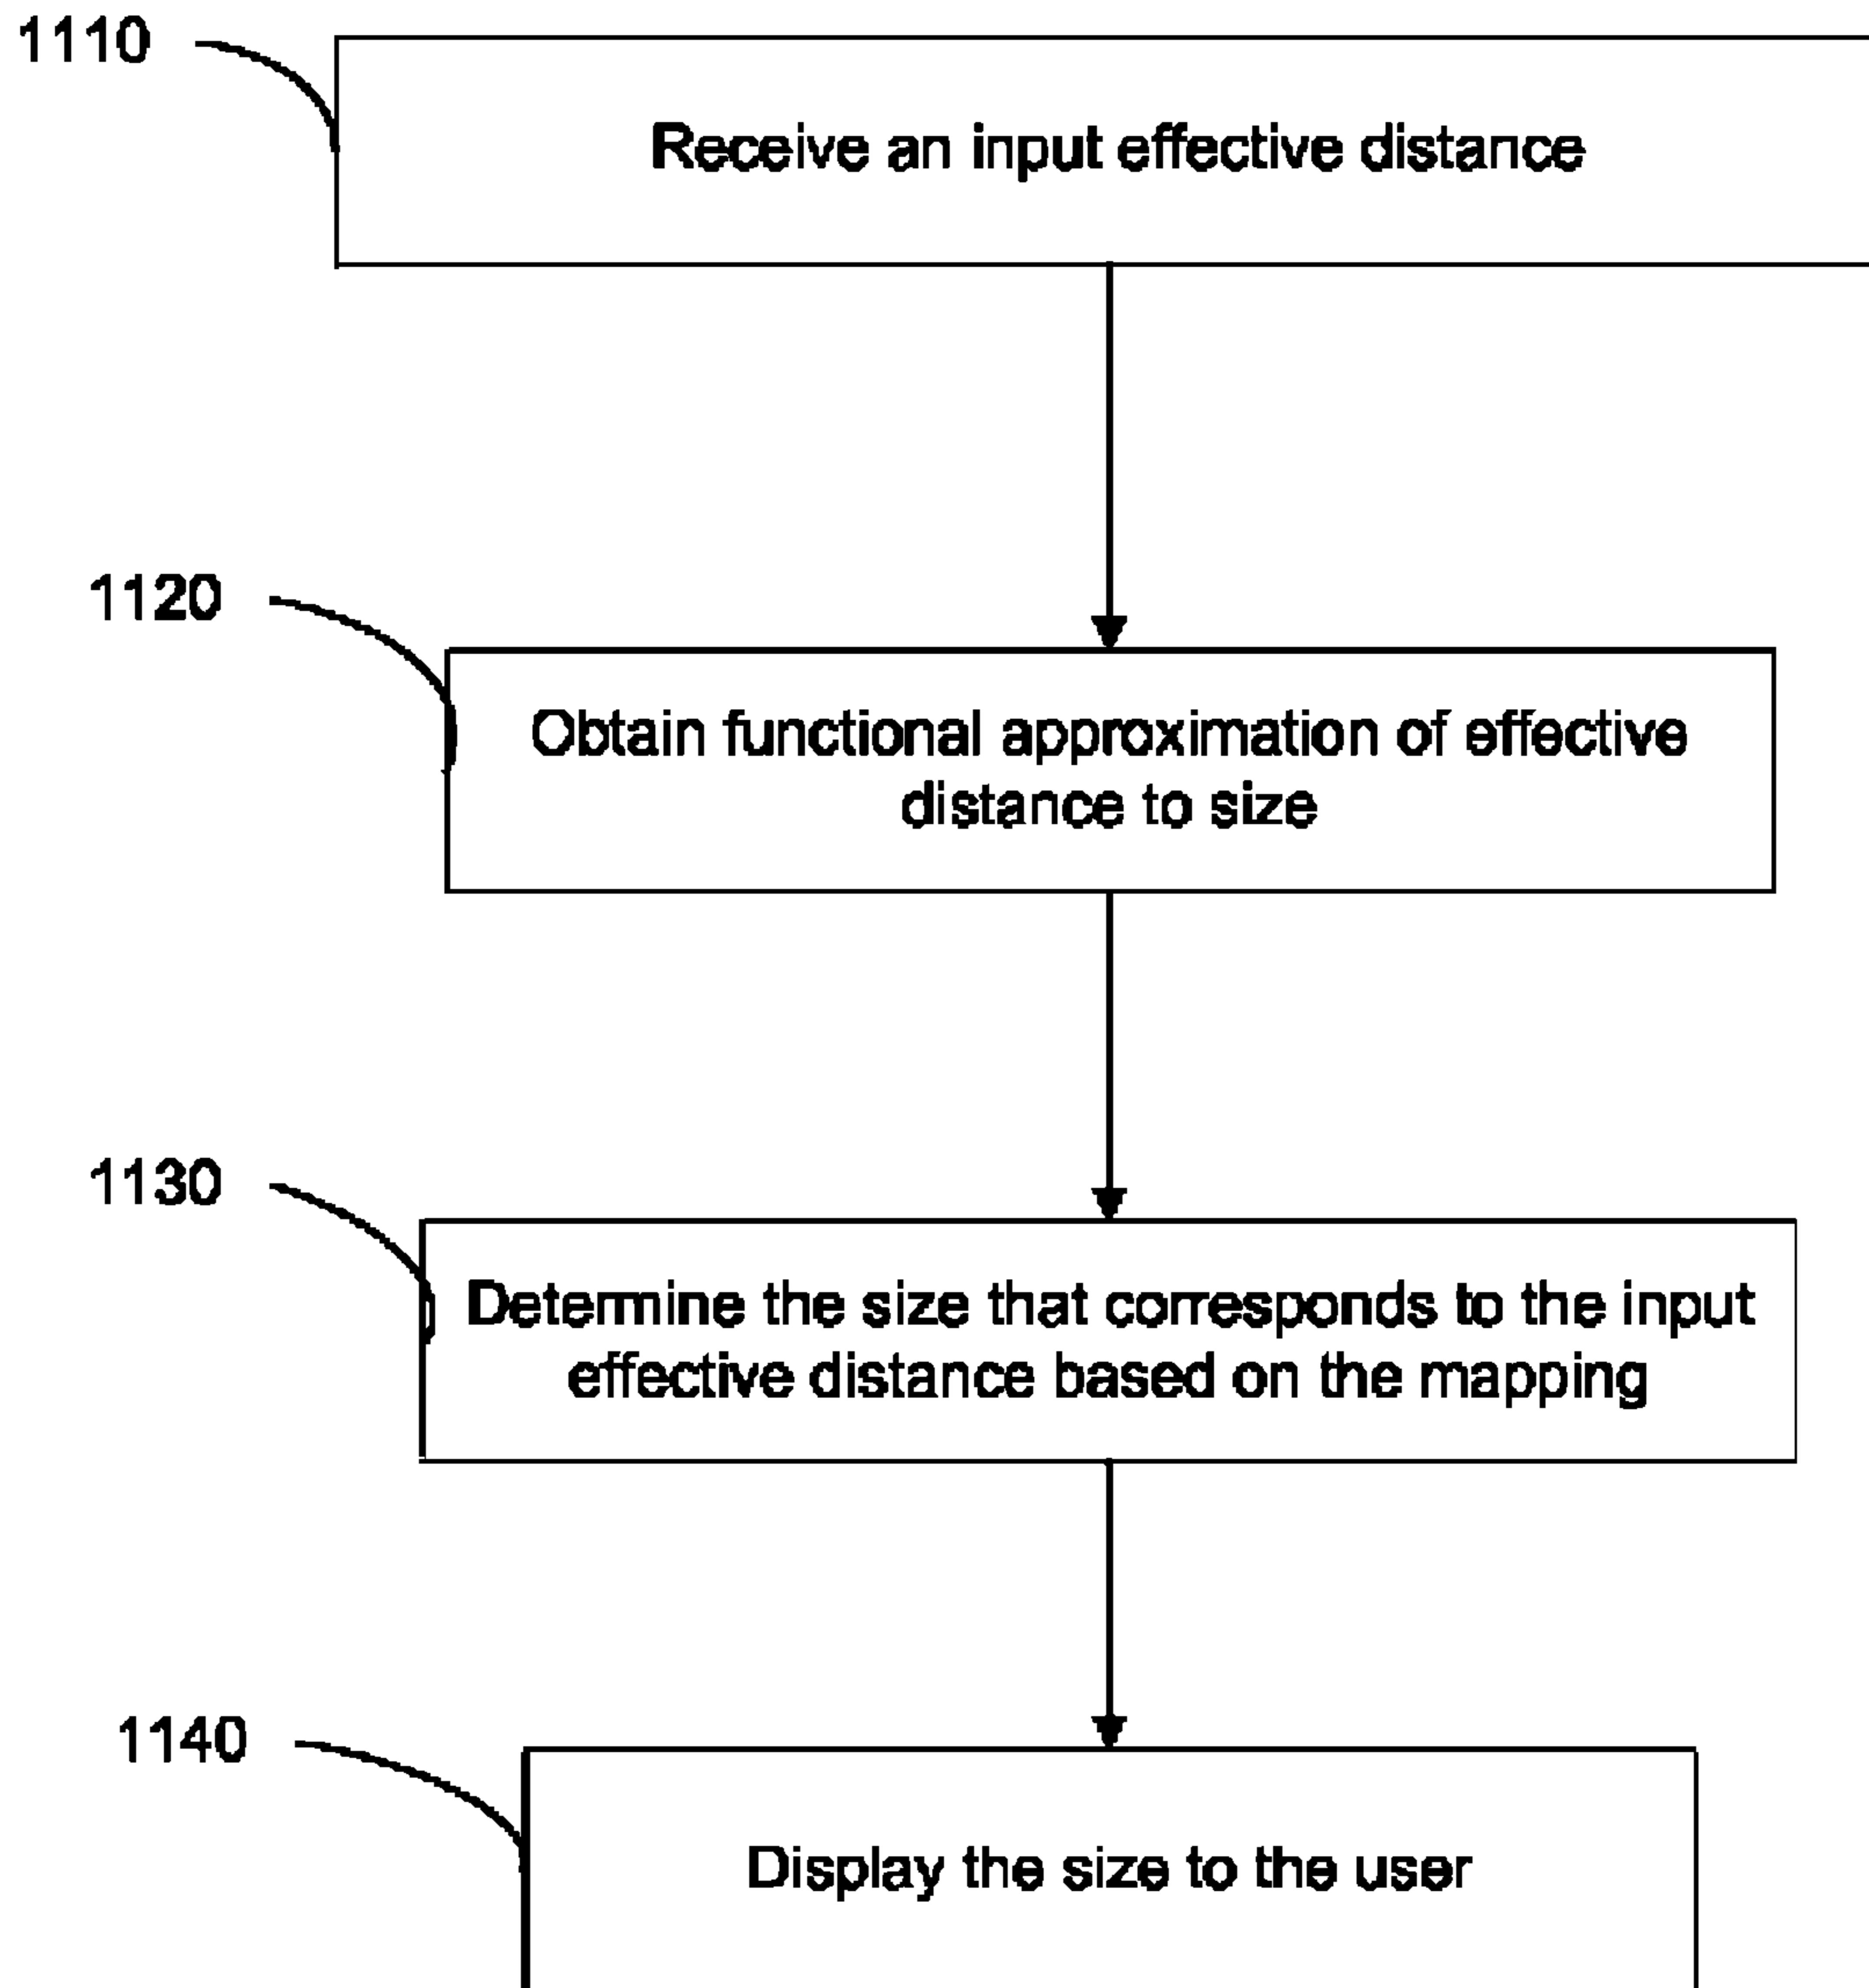 1110
Receive an input effective distance
1120
Obtain functional approximation of effective
distance to size
1130
Determine the size that corresponds to the input
effective distance based on the mapping
1140
Display the size to the user